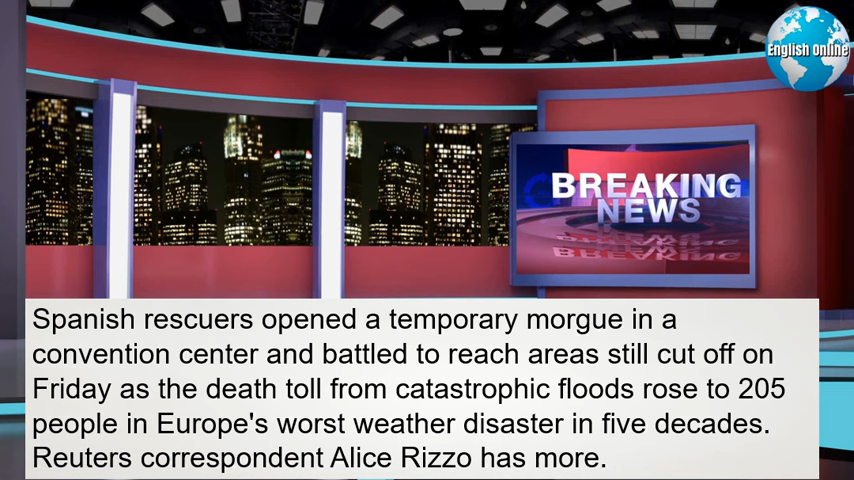 English online
BREAKING
NEWS
Spanish rescuers opened a temporary morgue in a
convention center and battled to reach areas still cut off on
Friday as the death toll from catastrophic floods rose to 205
people in Europe's worst weather disaster in five decades.
Reuters correspondent Alice Rizzo has more.